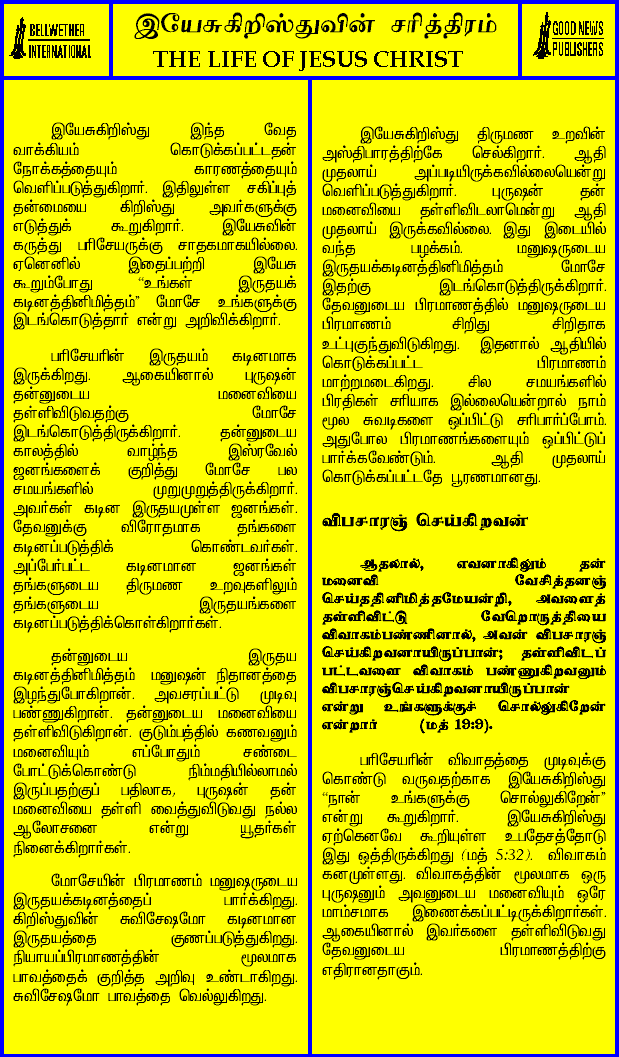 BELLWETHER
INTERNATIONAL
இயேசுகிறிஸ்துவின் சரித்திரம்
THE LIFE OF JESUS CHRIST
GOOD NEWS
PUBLISHERS
இயேசுகிறிஸ்து இந்த வேத
வாக்கியம் கொடுக்கப்பட்டதன்
நோக்கத்தையும் காரணத்தையும்
வெளிப்படுத்துகிறார். இதிலுள்ள சகிப்புத்
தன்மையை கிறிஸ்து அவர்களுக்கு
எடுத்துக் கூறுகிறார். இயேசுவின்
கருத்து பரிசேயருக்கு சாதகமாகயில்லை.
ஏனெனில் இதைப்பற்றி இயேசு
கூறும்போது “உங்கள் இருதயக்
கடினத்தினிமித்தம்” மோசே உங்களுக்கு
இடங்கொடுத்தார் என்று அறிவிக்கிறார்.
பரிசேயரின் இருதயம் கடினமாக
இருக்கிறது. ஆகையினால் புருஷன்
தன்னுடைய மனைவியை
தள்ளிவிடுவதற்கு மோசே
இடங்கொடுத்திருக்கிறார். தன்னுடைய
காலத்தில் வாழ்ந்த இஸ்ரவேல்
ஜனங்களைக் குறித்து மோசே பல
சமயங்களில் முறுமுறுத்திருக்கிறார்.
அவர்கள் கடின இருதயமுள்ள ஜனங்கள்.
தேவனுக்கு விரோதமாக தங்களை
கடினப்படுத்திக் கொண்டவர்கள்.
அப்பேர்பட்ட கடினமான ஜனங்கள்
தங்களுடைய திருமண உறவுகளிலும்
தங்களுடைய இருதயங்களை
கடினப்படுத்திக்கொள்கிறார்கள்.
தன்னுடைய இருதய
கடினத்தினிமித்தம் மனுஷன் நிதானத்தை
இழந்துபோகிறான். அவசரப்பட்டு முடிவு
பண்ணுகிறான். தன்னுடைய மனைவியை
தள்ளிவிடுகிறான். குடும்பத்தில் கணவனும்
மனைவியும் எப்போதும் சண்டை
போட்டுக்கொண்டு நிம்மதியில்லாமல்
இருப்பதற்குப் பதிலாக, புருஷன் தன்
மனைவியை தள்ளி வைத்துவிடுவது நல்ல
ஆலோசனை என்று யூதர்கள்
நினைக்கிறார்கள்.
மோசேயின் பிரமாணம் மனுஷருடைய
இருதயக்கடினத்தைப் பார்க்கிறது.
கிறிஸ்துவின் சுவிசேஷமோ கடினமான
இருதயத்தை குணப்படுத்துகிறது.
நியாயப்பிரமாணத்தின் மூலமாக
பாவத்தைக் குறித்த அறிவு உண்டாகிறது.
சுவிசேஷமோ பாவத்தை வெல்லுகிறது.
இயேசுகிறிஸ்து திருமண உறவின்
அஸ்திபாரத்திற்கே செல்கிறார். ஆதி
முதலாய் அப்படியிருக்கவில்லையென்று
வெளிப்படுத்துகிறார். புருஷன் தன்
மனைவியை தள்ளிவிடலாமென்று ஆதி
முதலாய் இருக்கவில்லை. இது இடையில்
வந்த பழக்கம். மனுஷருடைய
இருதயக்கடினத்தினிமித்தம் மோசே
இதற்கு இடங்கொடுத்திருக்கிறார்.
தேவனுடைய பிரமாணத்தில் மனுஷருடைய
பிரமாணம் சிறிது சிறிதாக
உட்புகுந்துவிடுகிறது. இதனால் ஆதியில்
கொடுக்கப்பட்ட பிரமாணம்
மாற்றமடைகிறது. சில சமயங்களில்
பிரதிகள் சரியாக இல்லையென்றால் நாம்
மூல சுவடிகளை ஒப்பிட்டு சரிபார்ப்போம்.
அதுபோல பிரமாணங்களையும் ஒப்பிட்டுப்
பார்க்கவேண்டும். ஆதி முதலாய்
கொடுக்கப்பட்டதே பூரணமானது.
விபசாரஞ் செய்கிறவன்
ஆதலால், எவனாகிலும் தன்
மனைவி வேசித்தனஞ்
செய்ததினிமித்தமேயன்றி, அவளைத்
தள்ளிவிட்டு வேறொருத்தியை
விவாகம்பண்ணினால், அவன் விபசாரஞ்
செய்கிறவனாயிருப்பான்; தள்ளிவிடப்
பட்டவளை விவாகம் பண்ணுகிறவனும்
விபசாரஞ்செய்கிறவனாயிருப்பான்
என்று உங்களுக்குச் சொல்லுகிறேன்
என்றார் (மத் 19:9).
பரிசேயரின் விவாதத்தை முடிவுக்கு
கொண்டு வருவதற்காக இயேசுகிறிஸ்து
“நான் உங்களுக்கு சொல்லுகிறேன்”
என்று கூறுகிறார். இயேசுகிறிஸ்து
ஏற்கெனவே கூறியுள்ள உபதேசத்தோடு
இது ஒத்திருக்கிறது (மத் 5:32). விவாகம்
கனமுள்ளது. விவாகத்தின் மூலமாக ஒரு
புருஷனும் அவனுடைய மனைவியும் ஒரே
மாம்சமாக இணைக்கப்பட்டிருக்கிறார்கள்.
ஆகையினால் இவர்களை தள்ளிவிடுவது
தேவனுடைய பிரமாணத்திற்கு
எதிரானதாகும்.